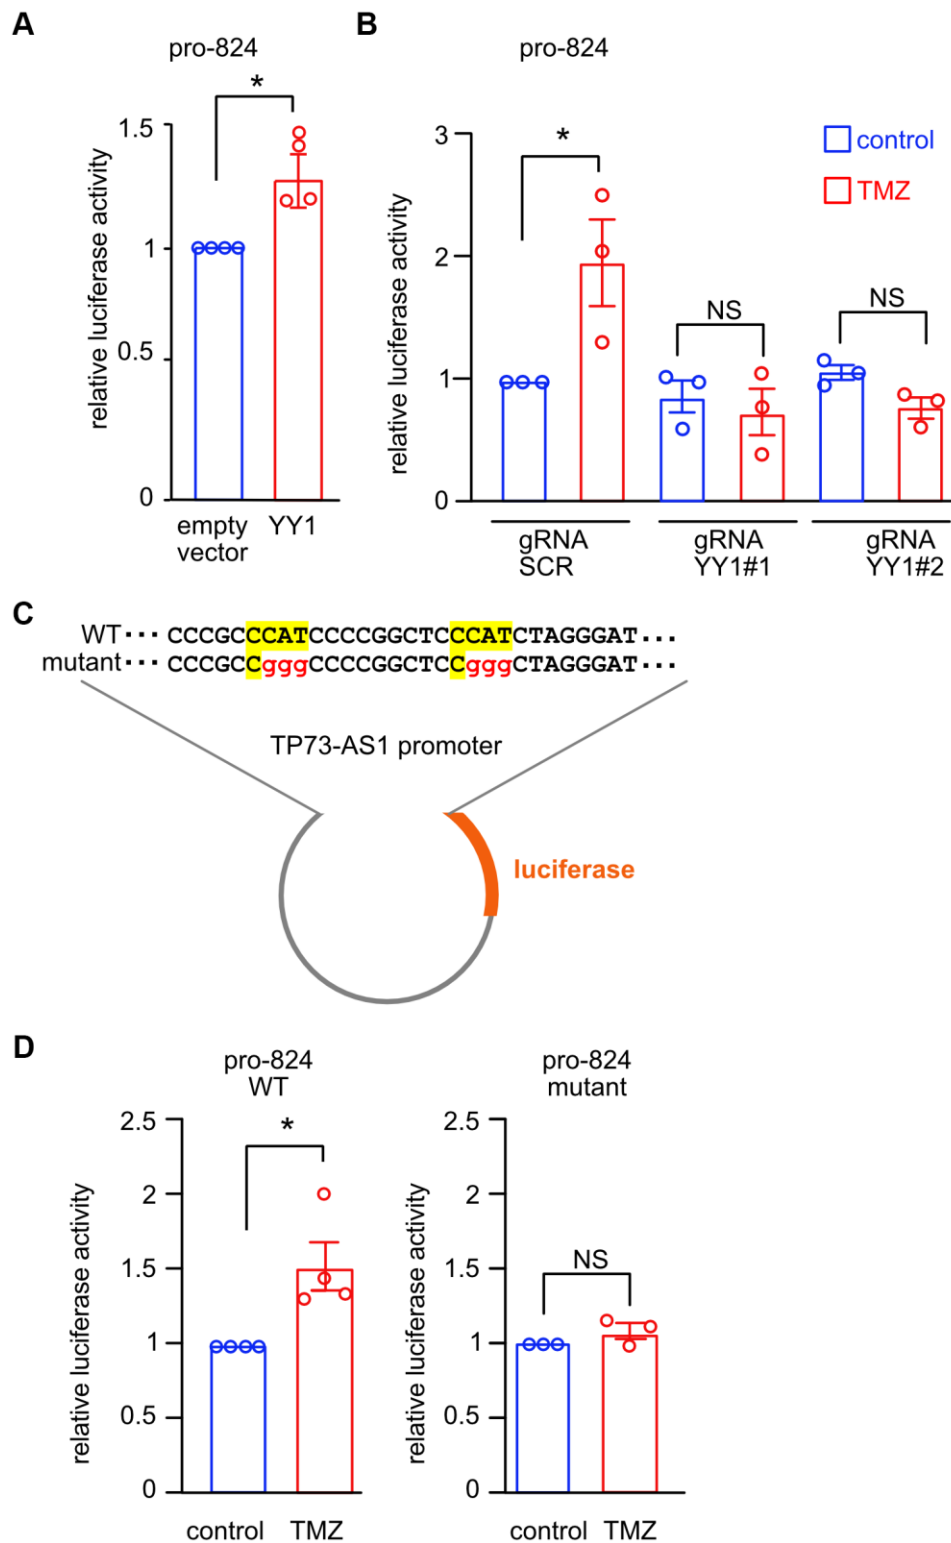 A
pro-824
*
relative luciferase activity
1.5
1
0.5
0
empty vector
YY1
B
pro-824
*
NS
NS
control
TMZ
relative luciferase activity
3
2
1
0
gRNA SCR
gRNA YY1#1
gRNA YY1#2
C
WT··· CCCGCCCATCCCCGGCTCCCATCTAGGGAT...
mutant··· CCCGCCgggCCCCGGCTCCgggCTAGGGAT...
TP73-AS1 promoter
luciferase
D
pro-824
WT
*
relative luciferase activity
2.5
2
1.5
1
0.5
0
control TMZ
pro-824
mutant
NS
relative luciferase activity
2.5
2
1.5
1
0.5
0
control TMZ